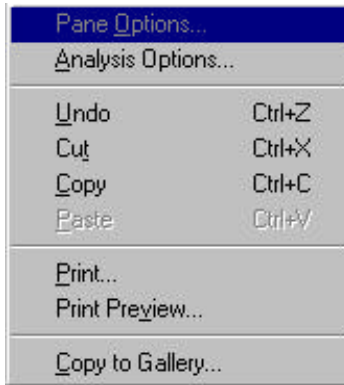 Pane Options...
Analysis Options...
Undo Ctrl+Z
Cut Ctrl+X
Copy Ctrl+C
Paste Ctrl+V
Print...
Print Preview...
Copy to Gallery...